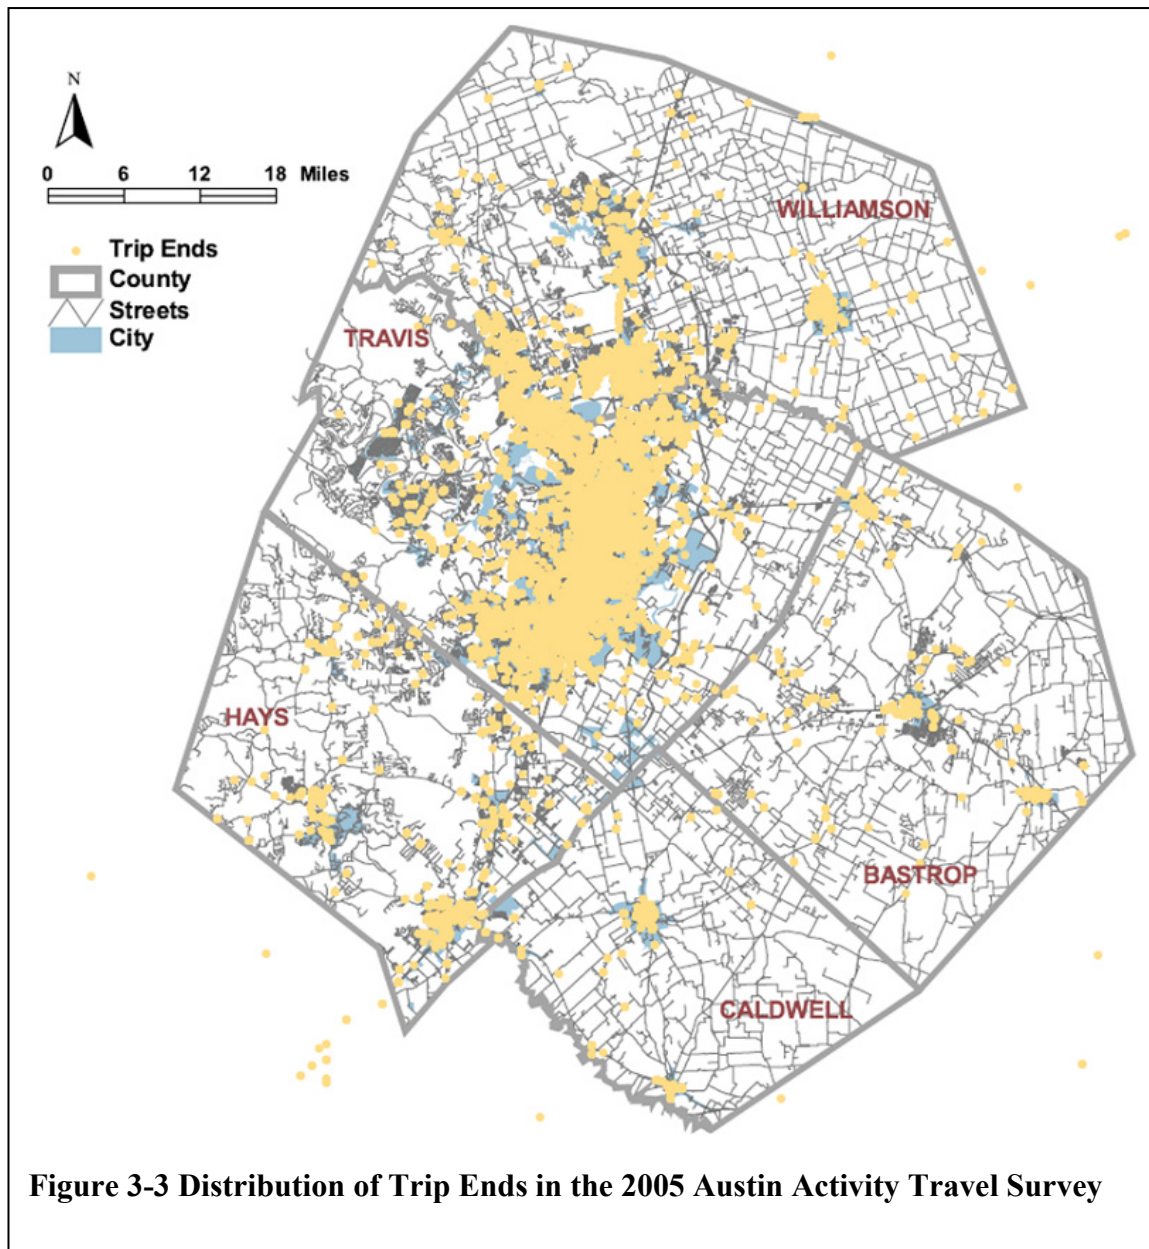 N
0 6 12 18 Miles
Trip Ends
County
Streets
City
WILLIAMSON
TRAVIS
HAYS
BASTROP
CALDWELL
Figure 3-3 Distribution of Trip Ends in the 2005 Austin Activity Travel Survey